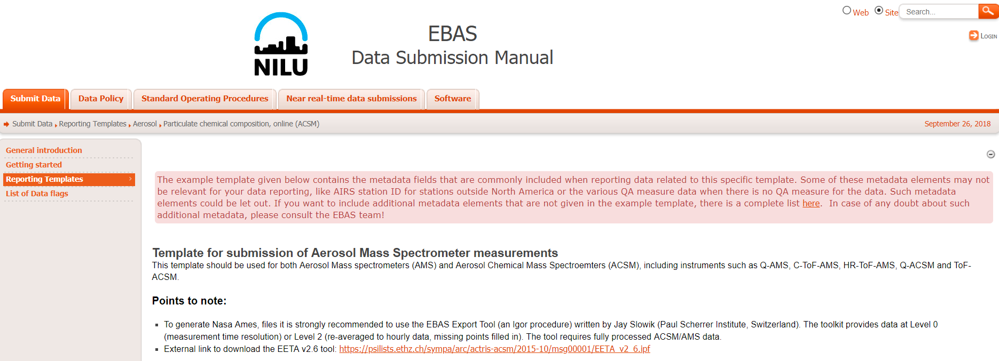 Web Site Search...
Login
NILU
EBAS
Data Submission Manual
Submit Data Data Policy Standard Operating Procedures Near real-time data submissions Software
Submit Data Reporting Templates Aerosol Particulate chemical composition, online (ACSM) September 26, 2018
General introduction
Getting started
Reporting Templates
List of Data flags
The example template given below contains the metadata fields that are commonly included when reporting data related to this specific template. Some of these metadata elements may not
be relevant for your data reporting, like AIRS station ID for stations outside North America or the various QA measure data when there is no QA measure for the data. Such metadata
elements could be let out. If you want to include additional metadata elements that are not given in the example template, there is a complete list here. In case of any doubt about such
additional metadata, please consult the EBAS team!
Template for submission of Aerosol Mass Spectrometer measurements
This template should be used for both Aerosol Mass spectrometers (AMS) and Aerosol Chemical Mass Spectroemters (ACSM), including instruments such as Q-AMS, C-ToF-AMS, HR-ToF-AMS, Q-ACSM and ToF-
ACSM.
Points to note:
To generate Nasa Ames, files it is strongly recommended to use the EBAS Export Tool (an Igor procedure) written by Jay Slowik (Paul Scherrer Institute, Switzerland). The toolkit provides data at Level 0
(measurement time resolution) or Level 2 (re-averaged to hourly data, missing points filled in). The tool requires fully processed ACSM/AMS data.
External link to download the EETA v2.6 tool: https://psilists.ethz.ch/sympa/arc/actris-acsm/2015-10/msg00001/EETA_v2_6.ipf